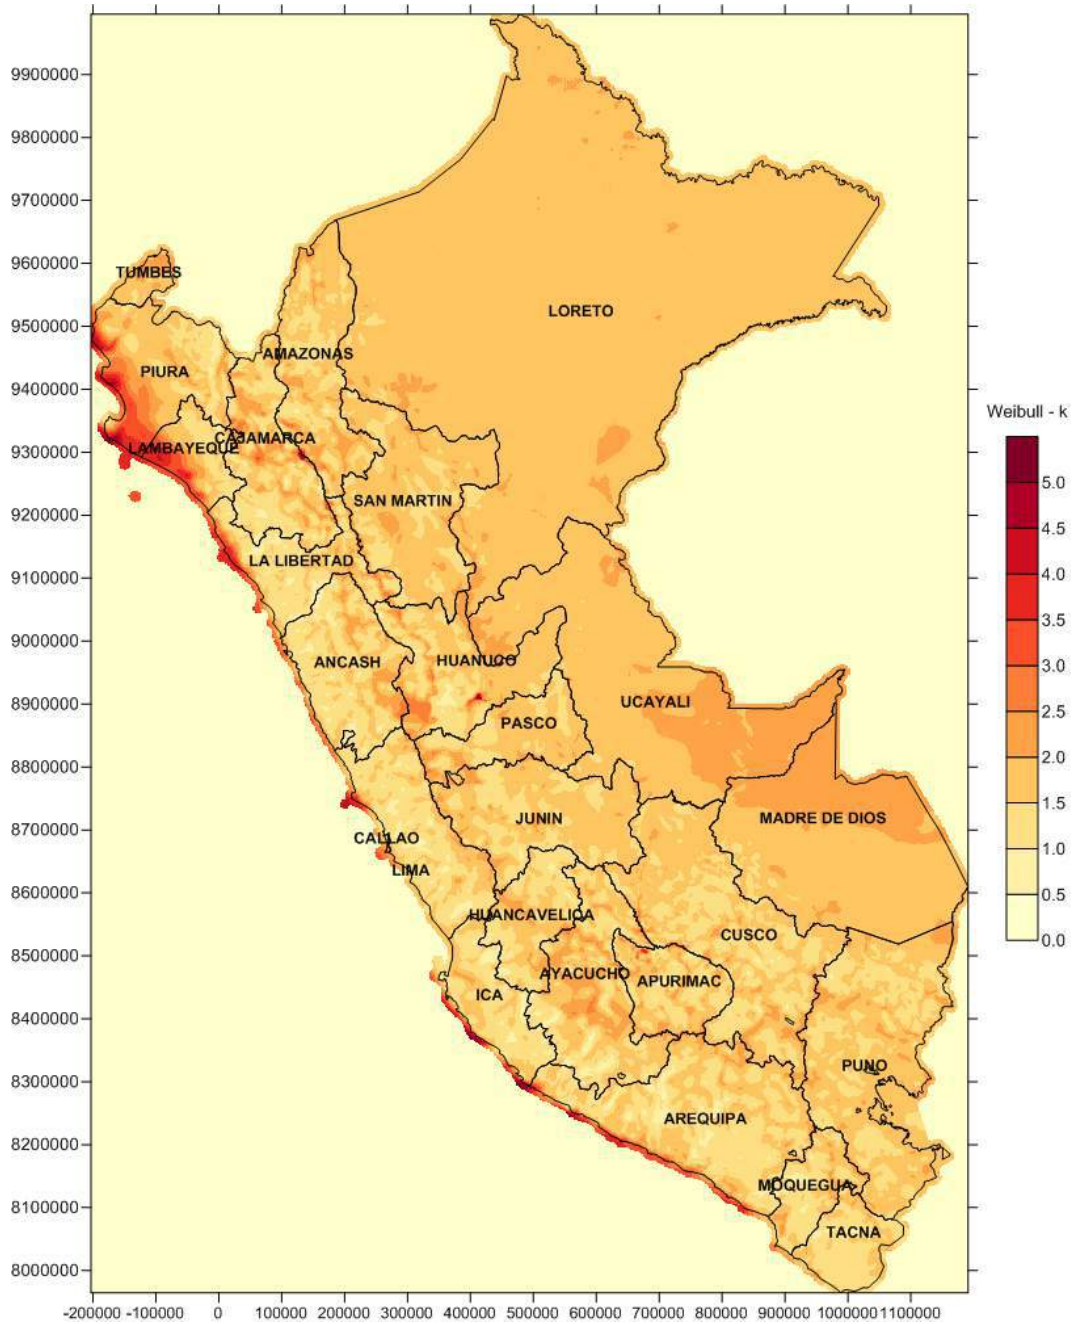 9900000
9800000
9700000
9600000
TUMBES
9500000
LORETO
AMAZONAS
PIURA
9400000
Weibull - k
CAJAMARCA
LAMBAYEQUE
9300000
5.0
SAN MARTIN
9200000
4.5
LA LIBERTAD
4.0
9100000
3.5
9000000
3.0
ANCASH
HUANUCO
UCAYALI
8900000
2.5
PASCO
2.0
8800000
1.5
MADRE DE DIOS
JUNIN
8700000
CALLAO
1.0
LIMA
8600000
0.5
HUANCAVELICA
CUSCO
0.0
8500000
AYACUCHO
APURIMAC
ICA
8400000
PUNO
8300000
AREQUIPA
8200000
MOQUEGUA
8100000
TACNA
8000000
-200000 -100000 0 100000 200000 300000 400000 500000 600000 700000 800000 900000 1000000 1100000